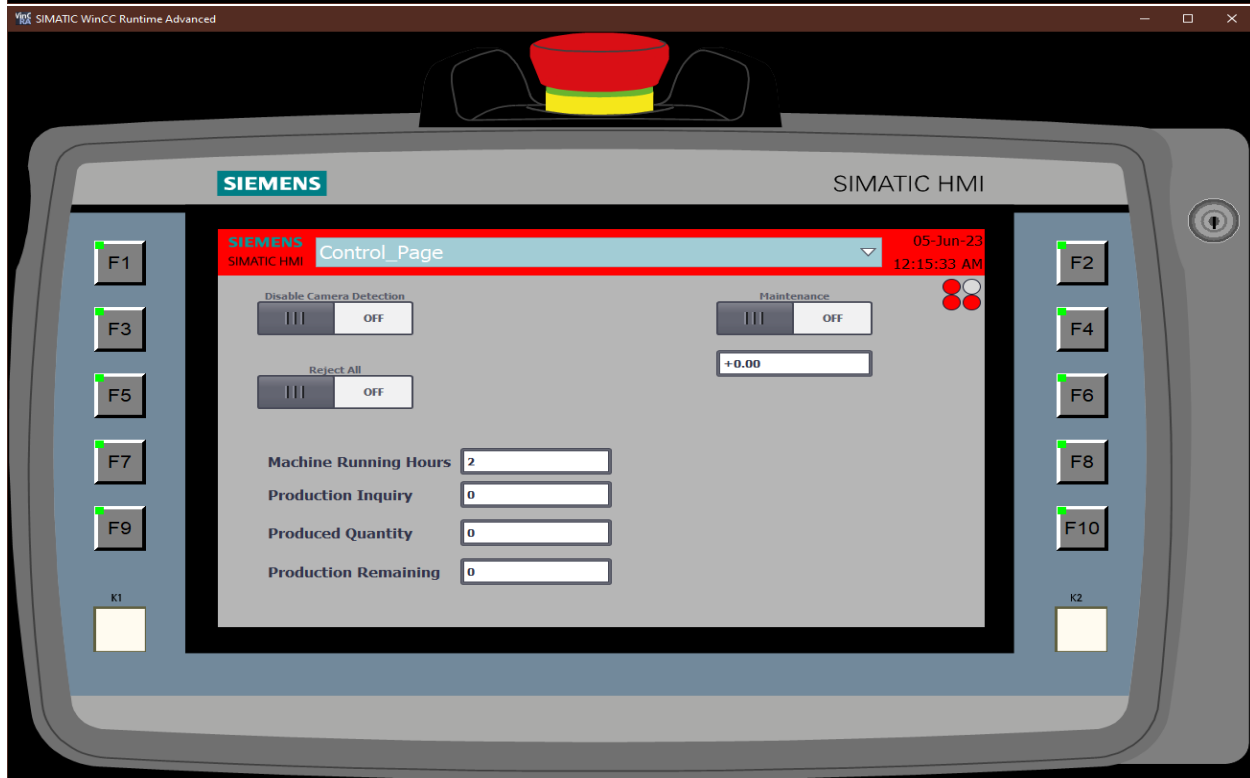 WinC RTA SIMATIC WinCC Runtime Advanced
SIEMENS
SIMATIC HMI
SIEMENS
SIMATIC HMI
Control_Page
05-Jun-23
12:15:33 AM
F1
F2
Disable Camera Detection
OFF
Maintenance
OFF
F3
F4
+0.00
Reject All
OFF
F5
F6
Machine Running Hours 2
F7
F8
Production Inquiry 0
Produced Quantity 0
F9
F10
Production Remaining 0
K1
K2